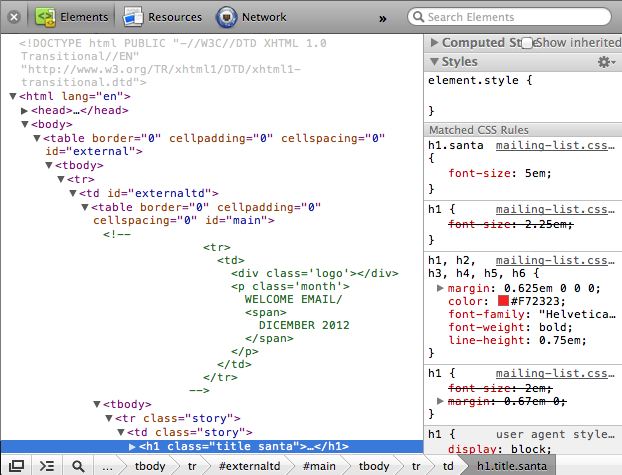 Elements Resources Network » Search Elements
<!DOCTYPE html PUBLIC "-//W3C//DTD XHTML 1.0
Transitional//EN"
"http://www.w3.org/TR/xhtml1/DTD/xhtml1-
transitional.dtd">
▼<html lang="en">
▶<head>…</head>
▼<body>
▼<table border="0" cellpadding="0" cellspacing="0"
id="external">
▼<tbody>
▼<tr>
▼<td id="externaltd">
▼<table border="0" cellpadding="0"
cellspacing="0" id="main">
<!--
<tr>
<td>
<div class='logo'></div>
<p class='month'>
WELCOME EMAIL/
<span>
DICEMBER 2012
</span>
</p>
</td>
</tr>
-->
▼<tbody>
▼<tr class="story">
▼<td class="story">
▶<h1 class="title santa">…</h1>
▶ Computed Sty Show inherited
▼ Styles
element.style {
}
Matched CSS Rules
h1.santa mailing-list.css…
{
font-size: 5em;
}
h1 { mailing-list.css…
font-size: 2.25em;
}
h1, h2, mailing-list.css…
h3, h4, h5, h6 {
▶ margin: 0.625em 0 0 0;
color: #F72323;
font-family: "Helvetica…
font-weight: bold;
line-height: 0.75em;
}
h1 { mailing-list.css…
font-size: 2em;
▶ margin: 0.67em 0;
}
h1 { user agent style…
display: block;
... tbody tr #externaltd #main tbody tr td h1.title.santa